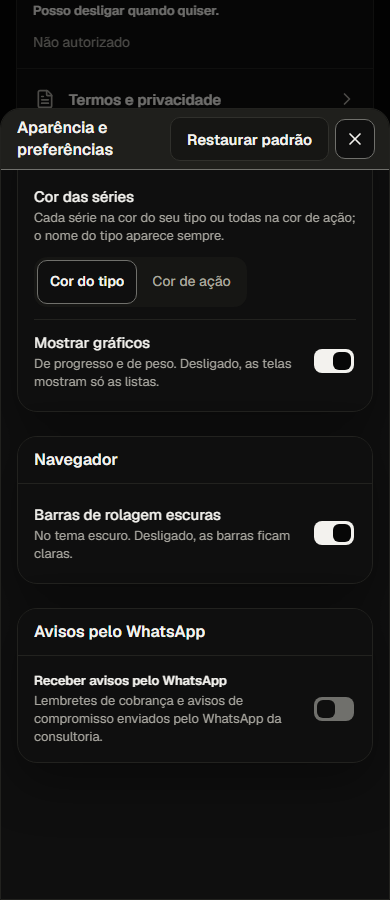 Posso desligar quando quiser.
Não autorizado
Termos e privacidade
Aparência e
preferências
Restaurar padrão
Cor das séries
Cada série na cor do seu tipo ou todas na cor de ação;
o nome do tipo aparece sempre.
Cor do tipo
Cor de ação
Mostrar gráficos
De progresso e de peso. Desligado, as telas
mostram só as listas.
Navegador
Barras de rolagem escuras
No tema escuro. Desligado, as barras ficam
claras.
Avisos pelo WhatsApp
Receber avisos pelo WhatsApp
Lembretes de cobrança e avisos de
compromisso enviados pelo WhatsApp da
consultoria.